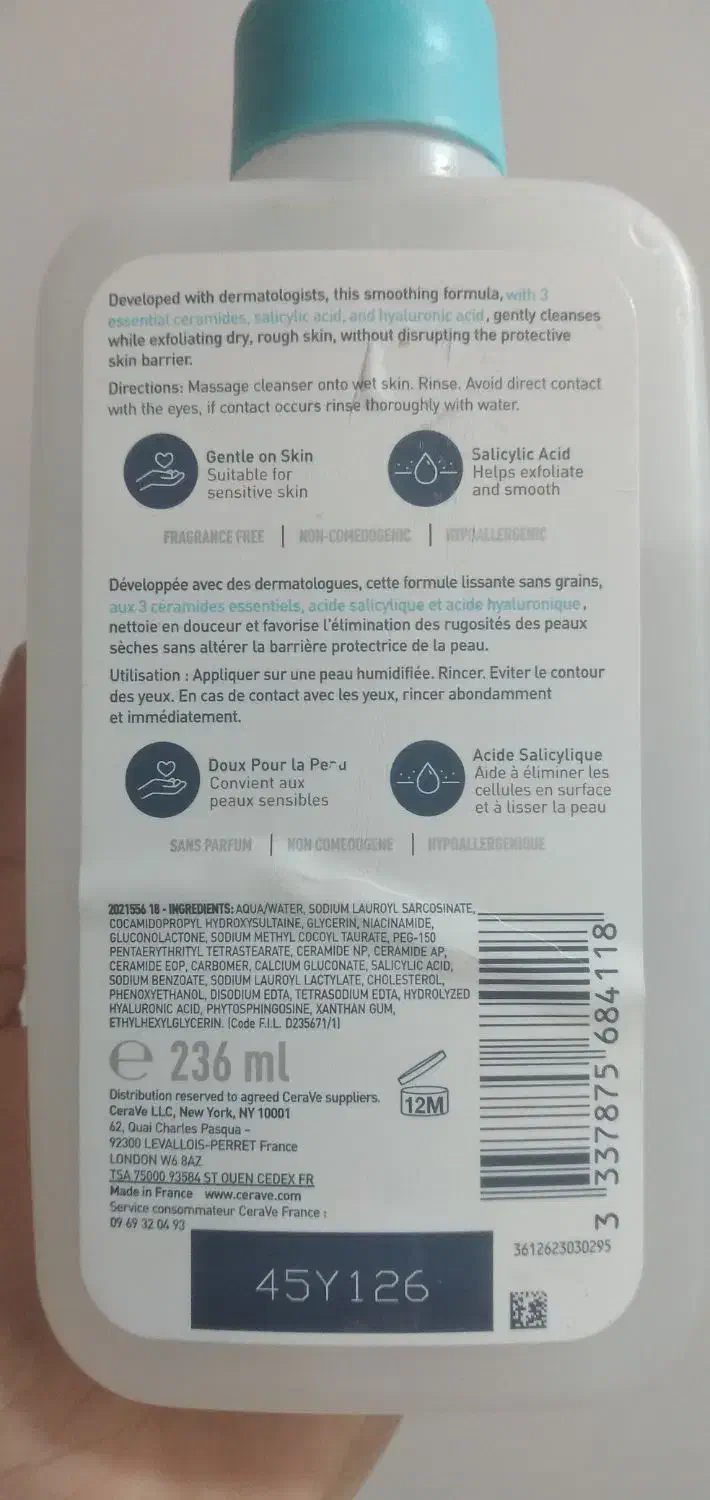 Developed with dermatologists, this smoothing formula, with 3
essential ceramides, salicylic acid, and hyaluronic acid, gently cleanses
while exfoliating dry, rough skin, without disrupting the protective
skin barrier.
Directions: Massage cleanser onto wet skin. Rinse. Avoid direct contact
with the eyes, if contact occurs rinse thoroughly with water.
Gentle on Skin
Suitable for
sensitive skin
Salicylic Acid
Helps exfoliate
and smooth
FRAGRANCE FREE | NON-COMEDOGENIC | HYPOALLERGENIC
Développée avec des dermatologues, cette formule lissante sans grains,
aux 3 céramides essentiels, acide salicylique et acide hyaluronique,
nettoie en douceur et favorise l'élimination des rugosités des peaux
sèches sans altérer la barrière protectrice de la peau.
Utilisation : Appliquer sur une peau humidifiée. Rincer. Eviter le contour
des yeux. En cas de contact avec les yeux, rincer abondamment
et immédiatement.
Doux Pour la Peau
Convient aux
peaux sensibles
Acide Salicylique
Aide à éliminer les
cellules en surface
et à lisser la peau
SANS PARFUM | NON COMEDOGENE | HYPOALLERGENIQUE
2021556 18 - INGREDIENTS: AQUA/WATER, SODIUM LAUROYL SARCOSINATE,
COCAMIDOPROPYL HYDROXYSULTAINE, GLYCERIN, NIACINAMIDE,
GLUCONOLACTONE, SODIUM METHYL COCOYL TAURATE, PEG-150
PENTAERYTHRITYL TETRASTEARATE, CERAMIDE NP, CERAMIDE AP,
CERAMIDE EOP, CARBOMER, CALCIUM GLUCONATE, SALICYLIC ACID,
SODIUM BENZOATE, SODIUM LAUROYL LACTYLATE, CHOLESTEROL,
PHENOXYETHANOL, DISODIUM EDTA, TETRASODIUM EDTA, HYDROLYZED
HYALURONIC ACID, PHYTOSPHINGOSINE, XANTHAN GUM,
ETHYLHEXYLGLYCERIN. (Code F.I.L. D235671/1)
e 236 ml
12M
Distribution reserved to agreed CeraVe suppliers.
CeraVe LLC, New York, NY 10001
62, Quai Charles Pasqua -
92300 LEVALLOIS-PERRET France
LONDON W6 8AZ
TSA 75000 93584 ST OUEN CEDEX FR
Made in France www.cerave.com
Service consommateur CeraVe France :
09 69 32 04 93
3 337875 684118
3612623030295
45Y126